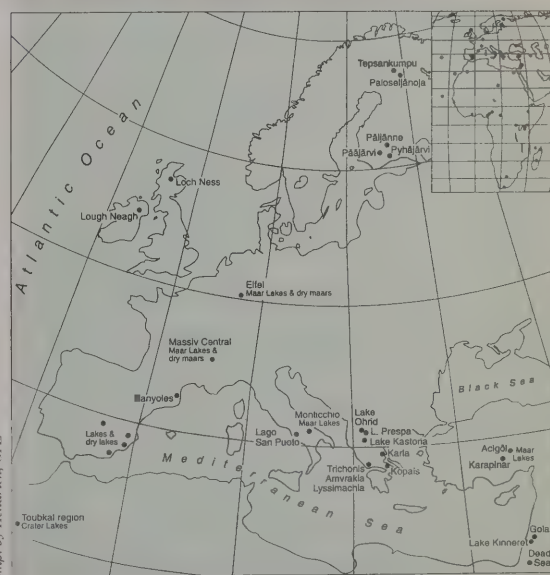 Atlantic Ocean
Tepsankumpu
Paloseljänoja
Päijänne
Pääjärvi
Pyhäjärvi
Loch Ness
Lough Neagh
Eifel
Maar Lakes & dry maars
Massiv Central
Maar Lakes &
dry maars
Banyoles
Lakes &
dry lakes
Monticchio
Maar Lakes
Lago
San Puoto
Lake
Ohrid
L. Prespa
Lake Kastoria
Karla
Kopais
Trichonis
Amvrakia
Lyssimachia
Black Sea
Acigöl
Maar
Lakes
Karapinar
Mediterranean Sea
Toubkal region
Crater Lakes
Gola
Lake Kinneret
Dead
Sea